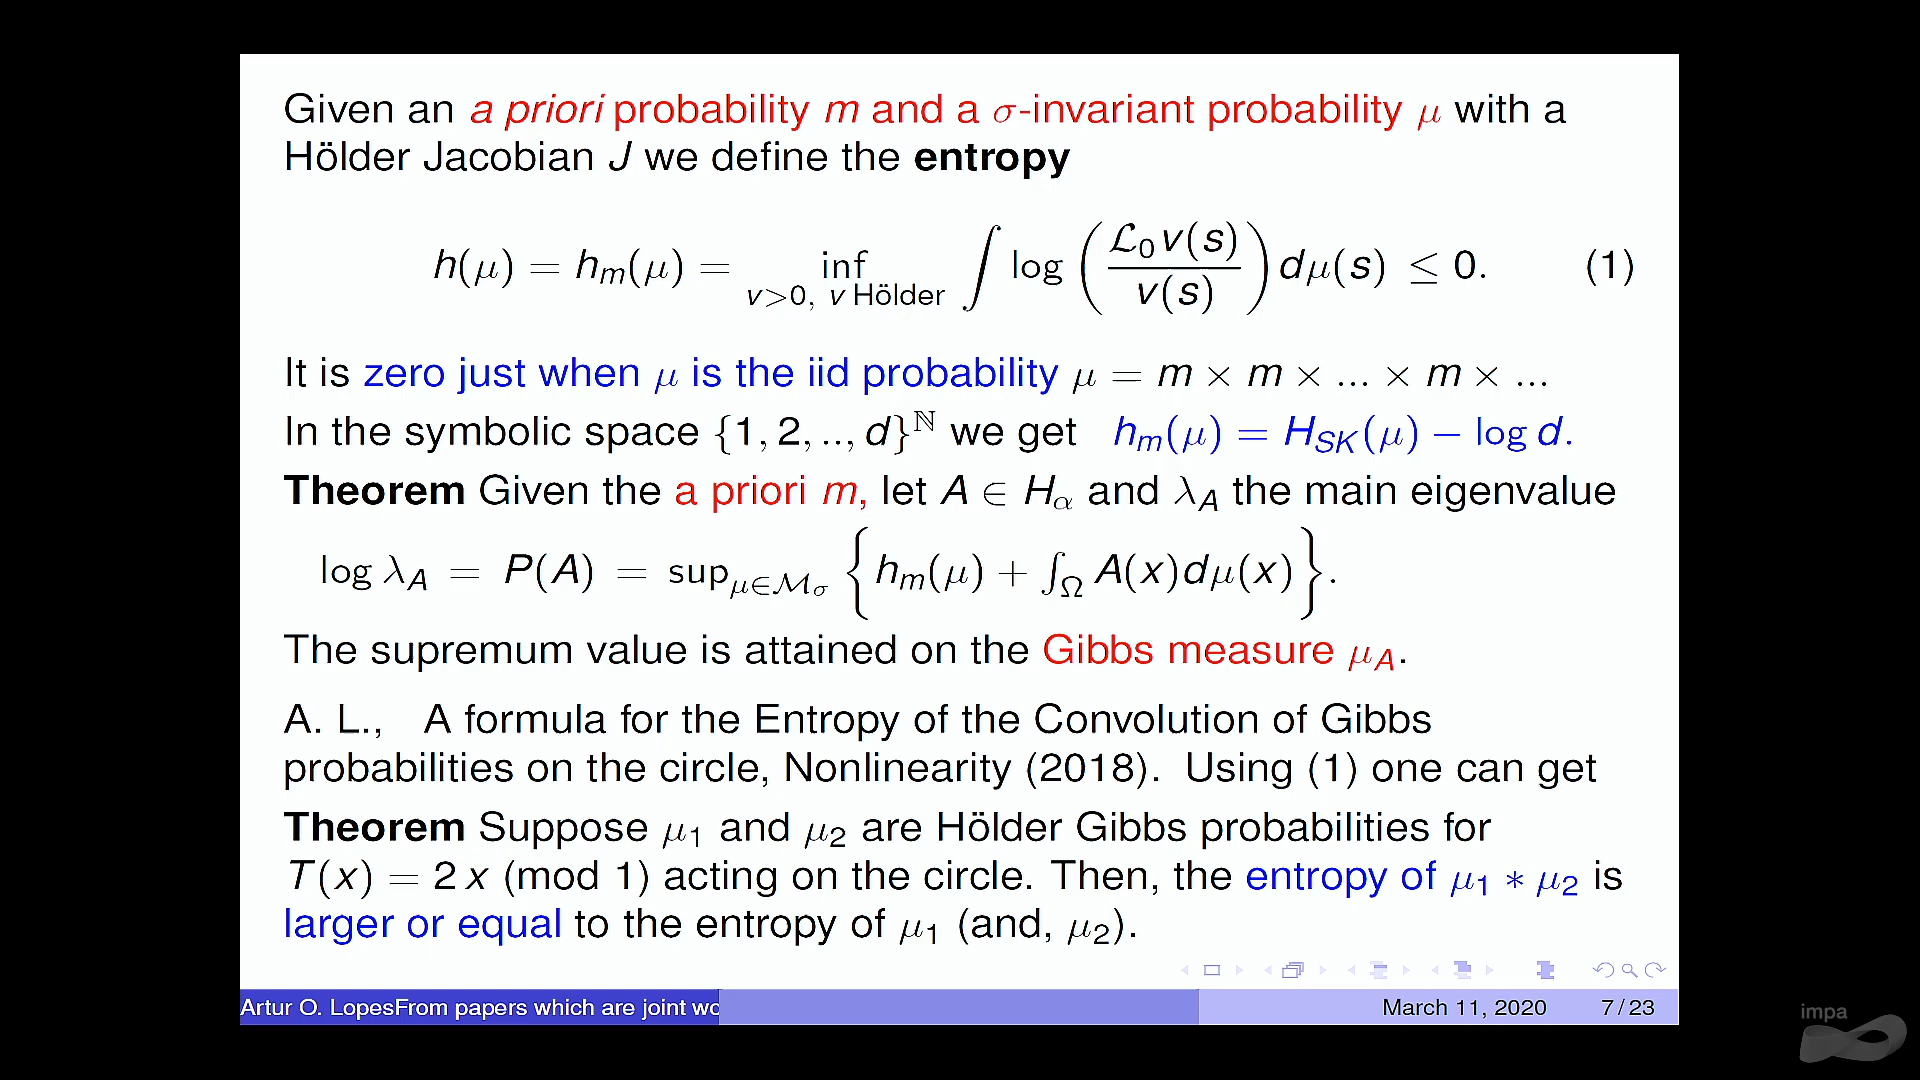 Given an a priori probability m and a σ-invariant probability μ with a
Hölder Jacobian J we define the entropy
h(μ) = h_m(μ) = inf_{v>0, v Hölder} ∫ log ( 𝓛_0 v(s) / v(s) ) dμ(s) ≤ 0. (1)
It is zero just when μ is the iid probability μ = m × m × ... × m × ...
In the symbolic space {1, 2, .., d}^ℕ we get h_m(μ) = H_{SK}(μ) − log d.
Theorem Given the a priori m, let A ∈ H_α and λ_A the main eigenvalue
log λ_A = P(A) = sup_{μ∈𝓜_σ} { h_m(μ) + ∫_Ω A(x)dμ(x) }.
The supremum value is attained on the Gibbs measure μ_A.
A. L., A formula for the Entropy of the Convolution of Gibbs
probabilities on the circle, Nonlinearity (2018). Using (1) one can get
Theorem Suppose μ_1 and μ_2 are Hölder Gibbs probabilities for
T(x) = 2 x (mod 1) acting on the circle. Then, the entropy of μ_1 ∗ μ_2 is
larger or equal to the entropy of μ_1 (and, μ_2).
Artur O. LopesFrom papers which are joint wo March 11, 2020 7 / 23
impa